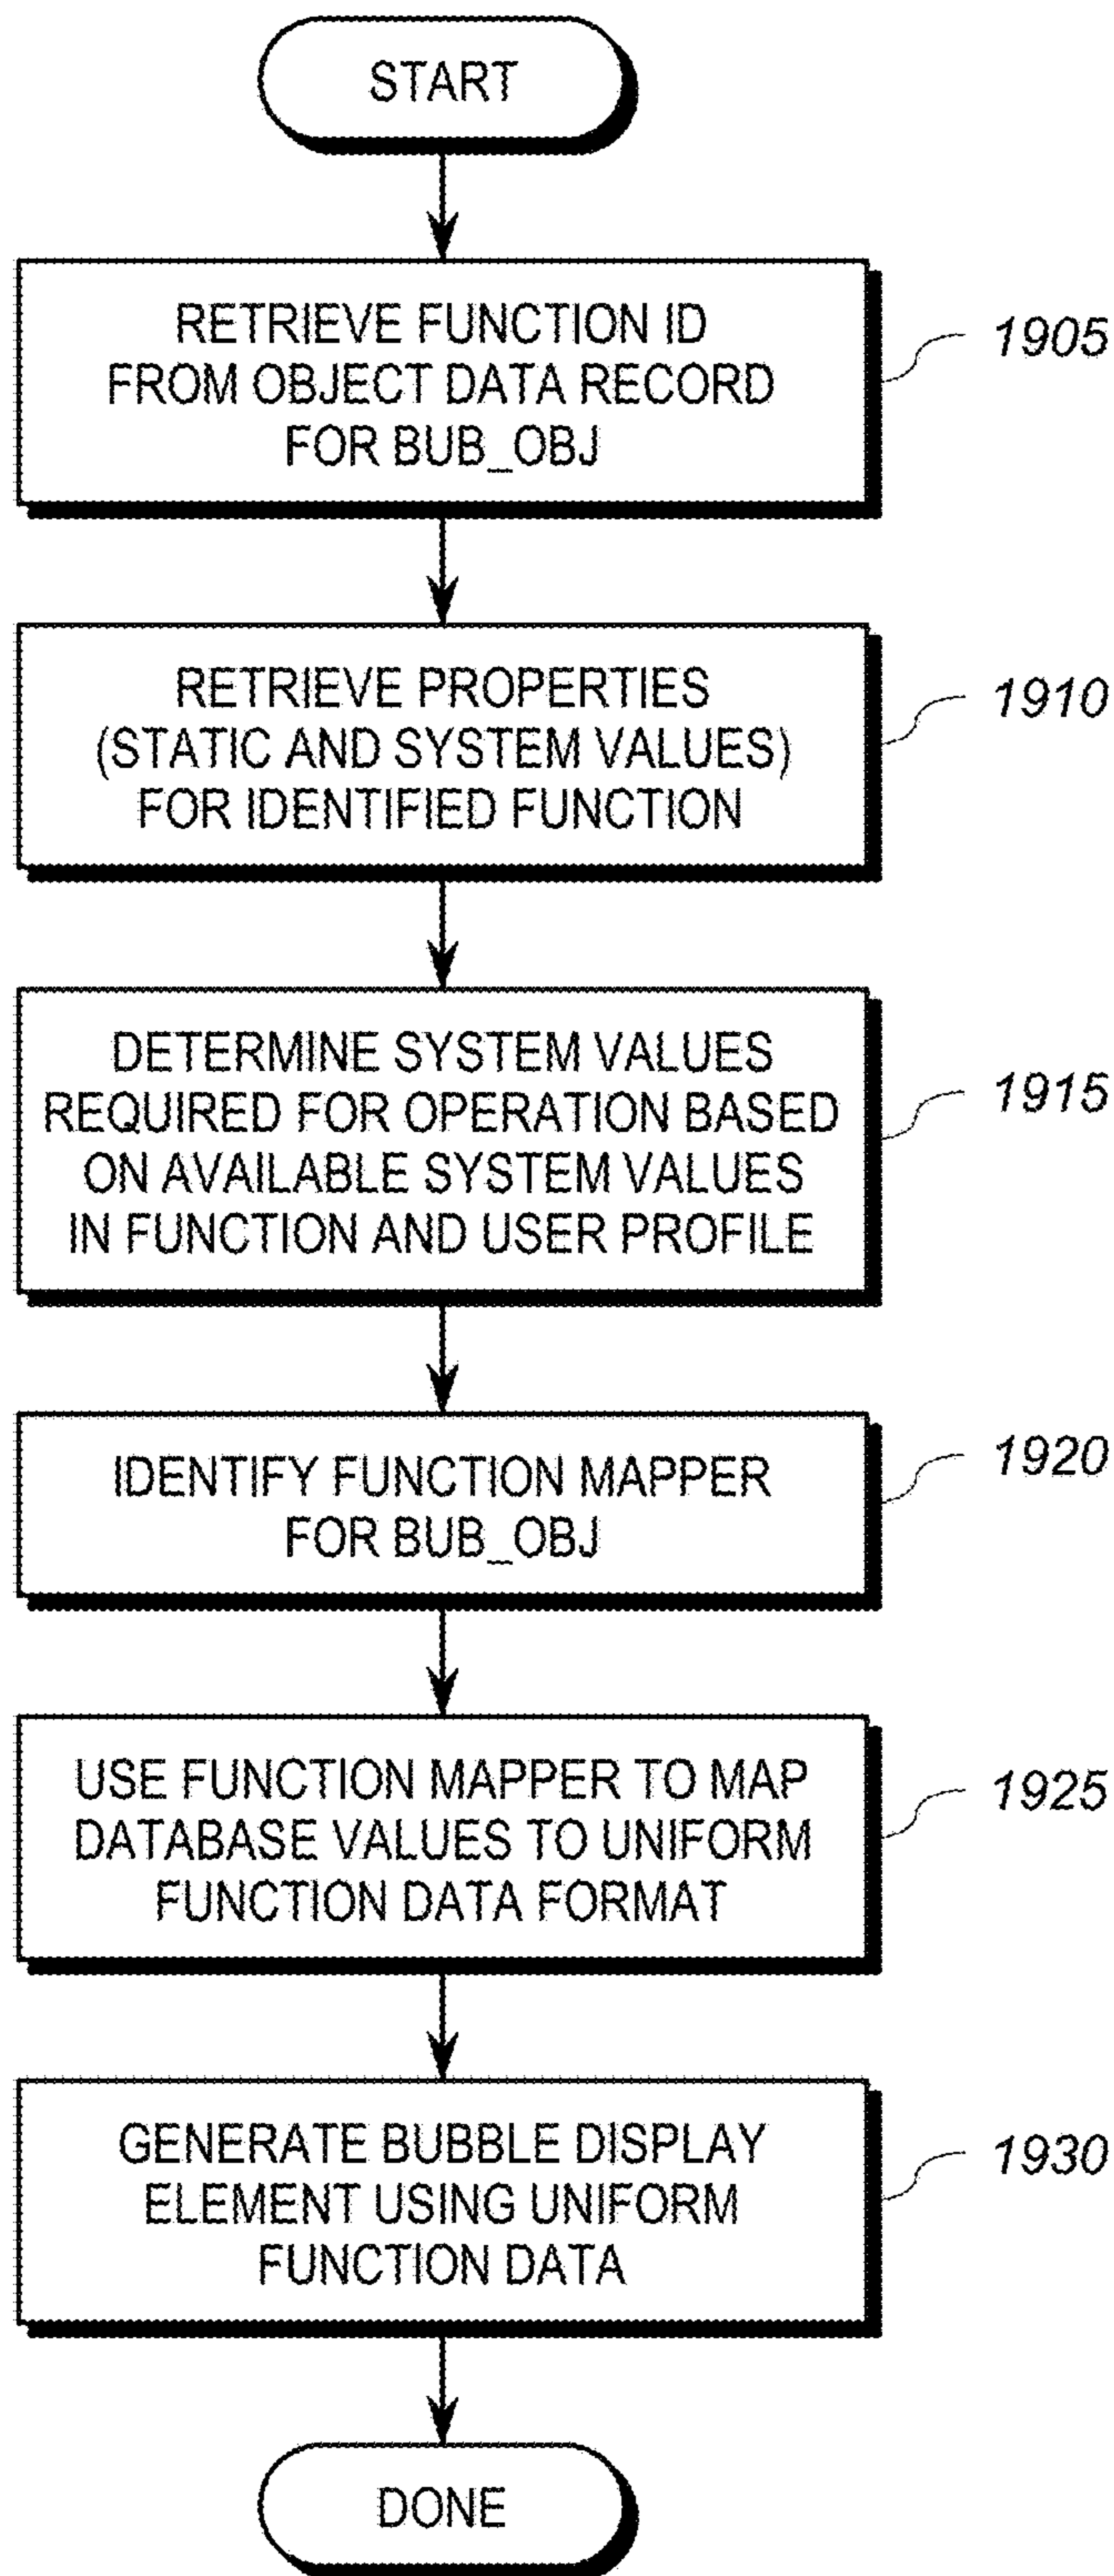 START
RETRIEVE FUNCTION ID
FROM OBJECT DATA RECORD
FOR BUB_OBJ
1905
RETRIEVE PROPERTIES
(STATIC AND SYSTEM VALUES)
FOR IDENTIFIED FUNCTION
1910
DETERMINE SYSTEM VALUES
REQUIRED FOR OPERATION BASED
ON AVAILABLE SYSTEM VALUES
IN FUNCTION AND USER PROFILE
1915
IDENTIFY FUNCTION MAPPER
FOR BUB_OBJ
1920
USE FUNCTION MAPPER TO MAP
DATABASE VALUES TO UNIFORM
FUNCTION DATA FORMAT
1925
GENERATE BUBBLE DISPLAY
ELEMENT USING UNIFORM
FUNCTION DATA
1930
DONE